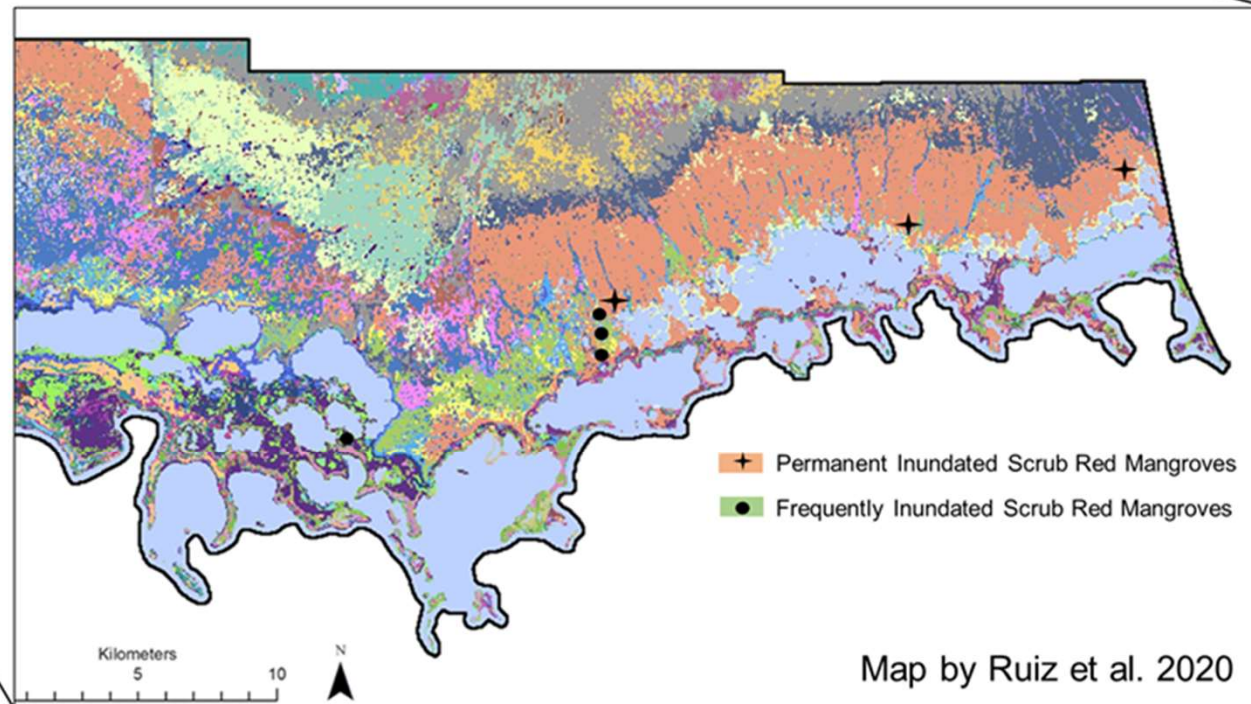 Permanent Inundated Scrub Red Mangroves
Frequently Inundated Scrub Red Mangroves
Kilometers
5 10
N
Map by Ruiz et al. 2020